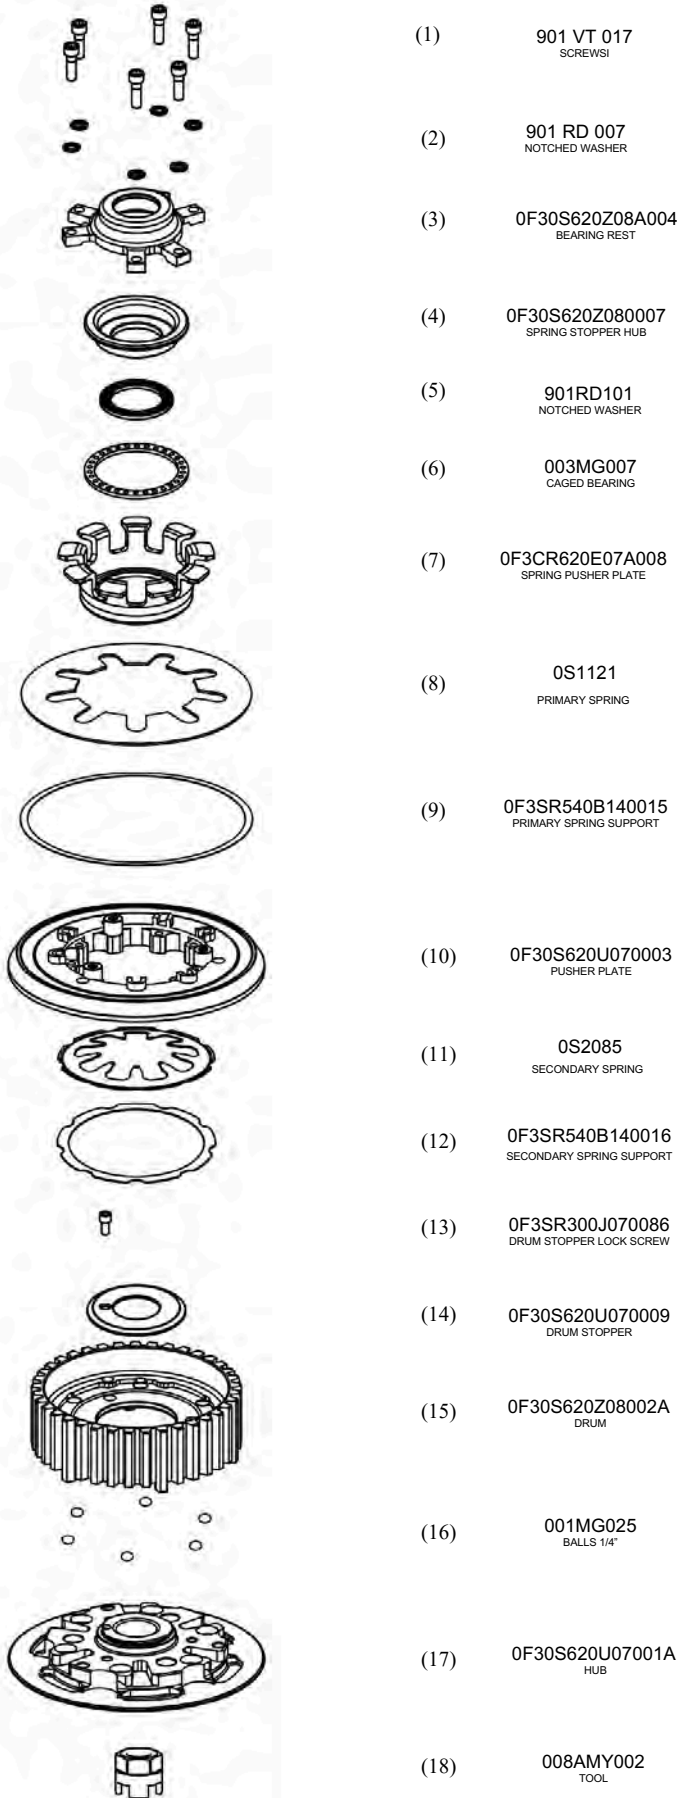 (1) 901 VT 017
SCREWSI
(2) 901 RD 007
NOTCHED WASHER
(3) 0F30S620Z08A004
BEARING REST
(4) 0F30S620Z080007
SPRING STOPPER HUB
(5) 901RD101
NOTCHED WASHER
(6) 003MG007
CAGED BEARING
(7) 0F3CR620E07A008
SPRING PUSHER PLATE
(8) 0S1121
PRIMARY SPRING
(9) 0F3SR540B140015
PRIMARY SPRING SUPPORT
(10) 0F30S620U070003
PUSHER PLATE
(11) 0S2085
SECONDARY SPRING
(12) 0F3SR540B140016
SECONDARY SPRING SUPPORT
(13) 0F3SR300J070086
DRUM STOPPER LOCK SCREW
(14) 0F30S620U070009
DRUM STOPPER
(15) 0F30S620Z08002A
DRUM
(16) 001MG025
BALLS 1/4"
(17) 0F30S620U07001A
HUB
(18) 008AMY002
TOOL